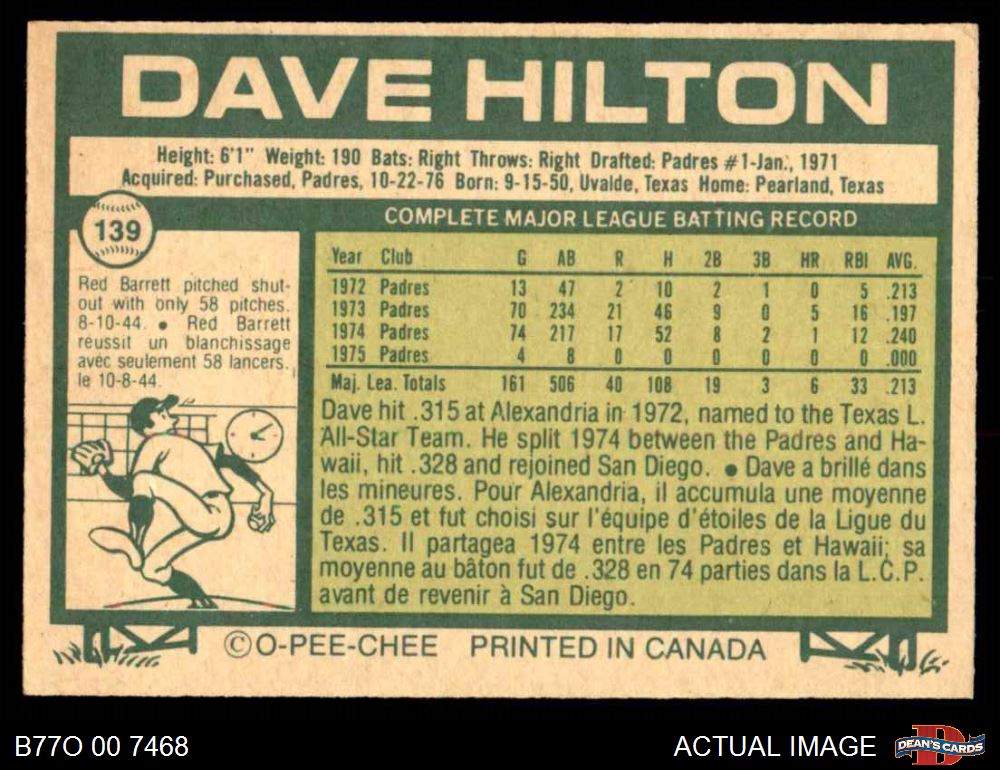 DAVE HILTON
Height: 6'1" Weight: 190 Bats: Right Throws: Right Drafted: Padres #1-Jan., 1971
Acquired: Purchased, Padres, 10-22-76 Born: 9-15-50, Uvalde, Texas Home: Pearland, Texas
139
COMPLETE MAJOR LEAGUE BATTING RECORD
Red Barrett pitched shut-
out with only 58 pitches.
8-10-44. ● Red Barrett
réussit un blanchissage
avec seulement 58 lancers.
le 10-8-44.
Year Club G AB R H 2B 3B HR RBI AVG.
1972 Padres 13 47 2 10 2 1 0 5 .213
1973 Padres 70 234 21 46 9 0 5 16 .197
1974 Padres 74 217 17 52 8 2 1 12 .240
1975 Padres 4 8 0 0 0 0 0 0 .000
Maj. Lea. Totals 161 506 40 108 19 3 6 33 .213
Dave hit .315 at Alexandria in 1972, named to the Texas L.
All-Star Team. He split 1974 between the Padres and Ha-
waii, hit .328 and rejoined San Diego. ● Dave a brillé dans
les mineures. Pour Alexandria, il accumula une moyenne
de .315 et fut choisi sur l'équipe d'étoiles de la Ligue du
Texas. Il partagea 1974 entre les Padres et Hawaii; sa
moyenne au bâton fut de .328 en 74 parties dans la L.C.P.
avant de revenir à San Diego.
©O-PEE-CHEE PRINTED IN CANADA
B77O 00 7468
ACTUAL IMAGE
D
DEAN'S CARDS